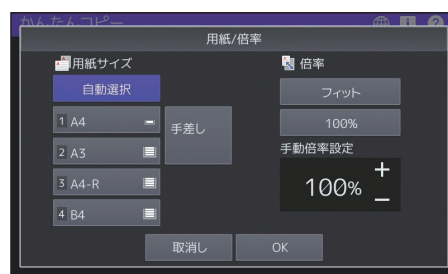 かんたんコピー
用紙/倍率
用紙サイズ
自動選択
1 A4
2 A3
3 A4-R
4 B4
手差し
倍率
フィット
100%
手動倍率設定
100%
+
−
取消し
OK